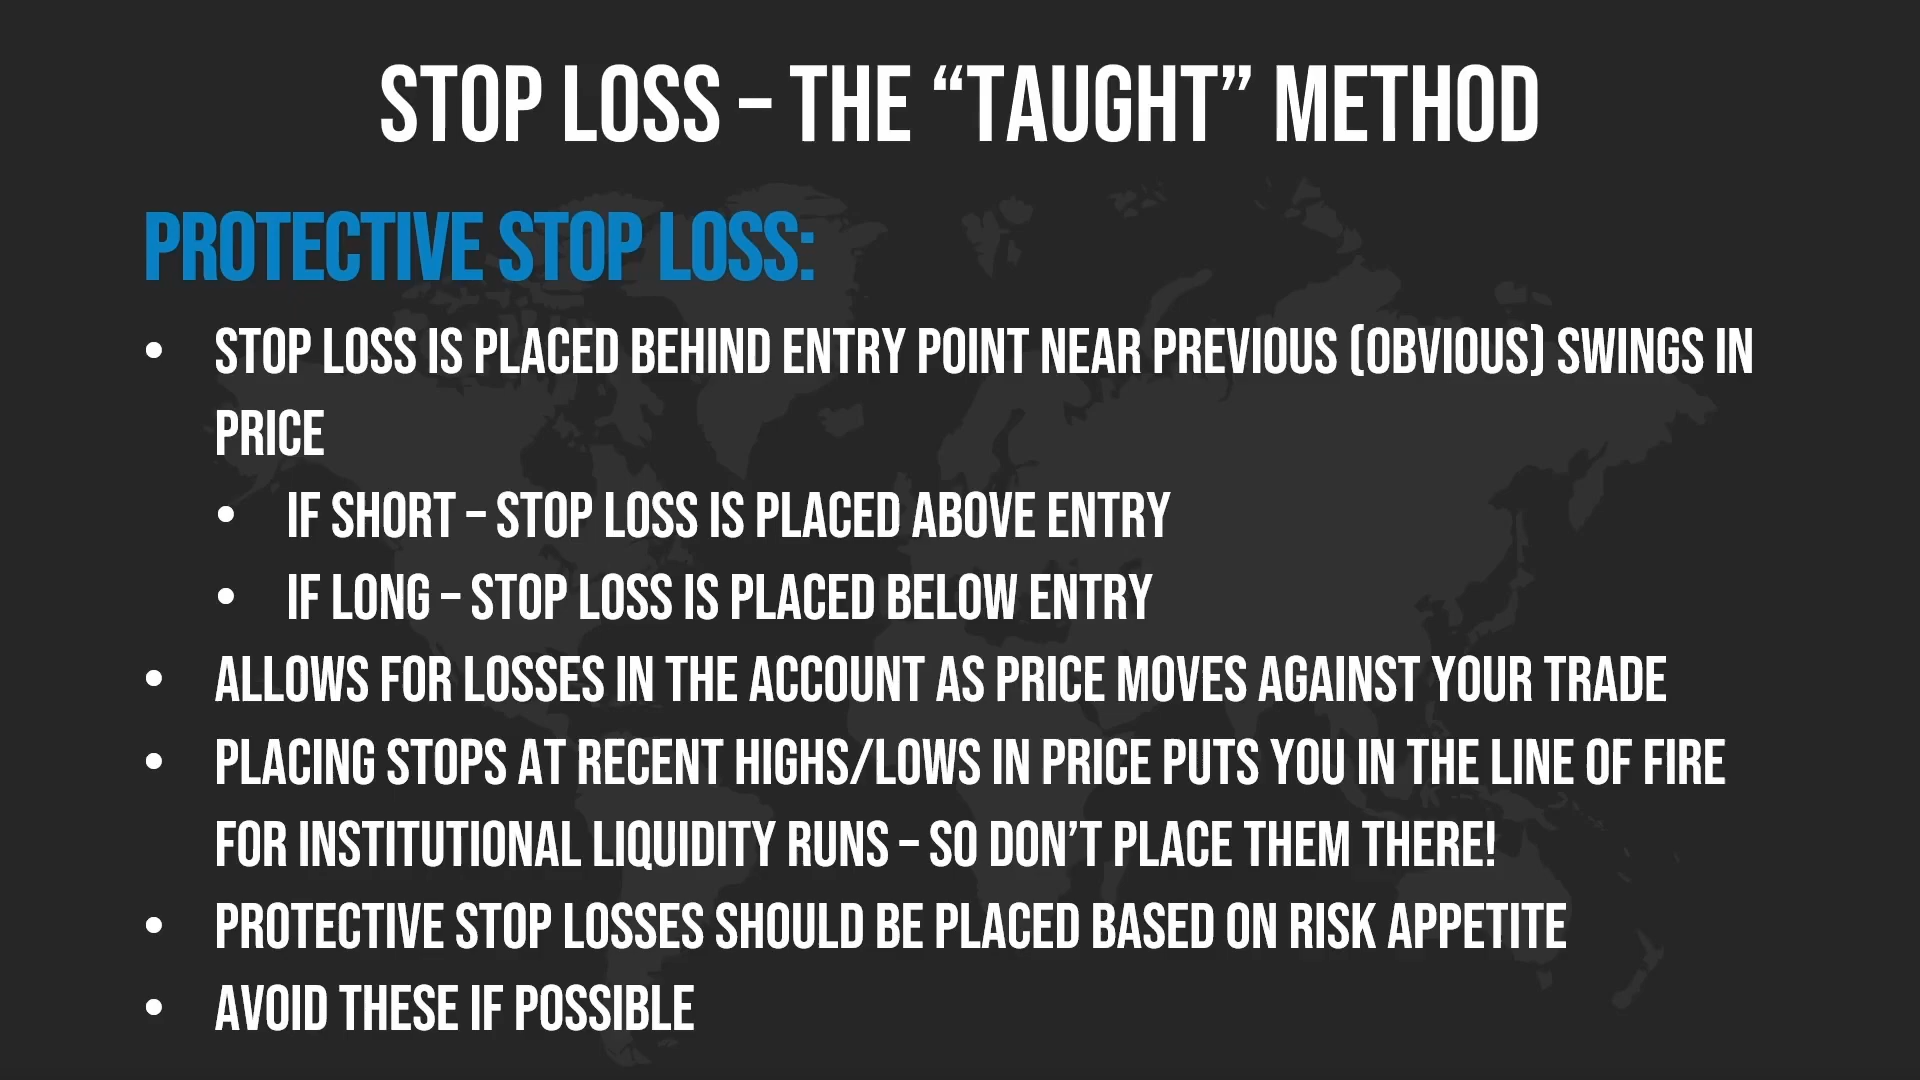 STOP LOSS – THE “TAUGHT” METHOD
PROTECTIVE STOP LOSS:
• STOP LOSS IS PLACED BEHIND ENTRY POINT NEAR PREVIOUS (OBVIOUS) SWINGS IN
PRICE
• IF SHORT – STOP LOSS IS PLACED ABOVE ENTRY
• IF LONG – STOP LOSS IS PLACED BELOW ENTRY
• ALLOWS FOR LOSSES IN THE ACCOUNT AS PRICE MOVES AGAINST YOUR TRADE
• PLACING STOPS AT RECENT HIGHS/LOWS IN PRICE PUTS YOU IN THE LINE OF FIRE
FOR INSTITUTIONAL LIQUIDITY RUNS – SO DON’T PLACE THEM THERE!
• PROTECTIVE STOP LOSSES SHOULD BE PLACED BASED ON RISK APPETITE
• AVOID THESE IF POSSIBLE